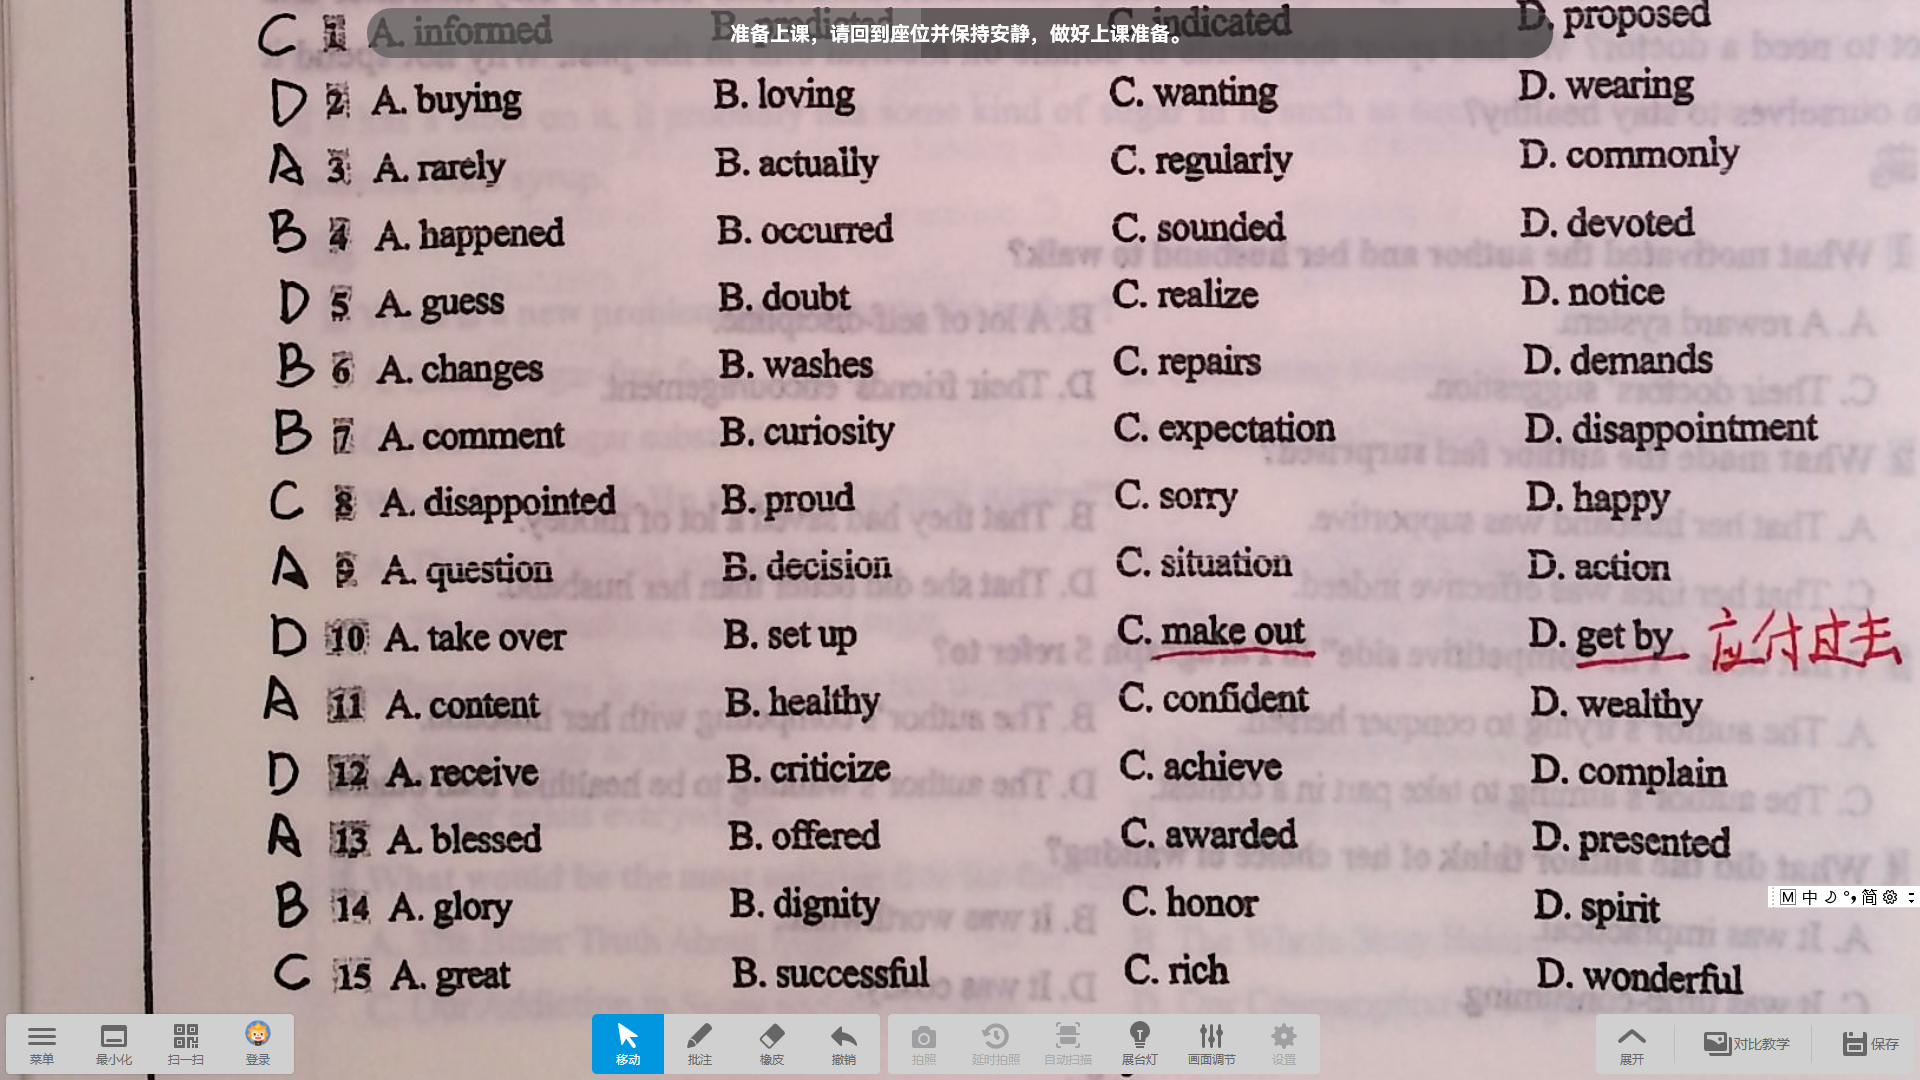 准备上课，请回到座位并保持安静，做好上课准备。
C 1 A. informed B. predicted C. indicated D. proposed
D 2 A. buying B. loving C. wanting D. wearing
A 3 A. rarely B. actually C. regularly D. commonly
B 4 A. happened B. occurred C. sounded D. devoted
D 5 A. guess B. doubt C. realize D. notice
B 6 A. changes B. washes C. repairs D. demands
B 7 A. comment B. curiosity C. expectation D. disappointment
C 8 A. disappointed B. proud C. sorry D. happy
A 9 A. question B. decision C. situation D. action
D 10 A. take over B. set up C. make out D. get by 应付过去
A 11 A. content B. healthy C. confident D. wealthy
D 12 A. receive B. criticize C. achieve D. complain
A 13 A. blessed B. offered C. awarded D. presented
B 14 A. glory B. dignity C. honor D. spirit
C 15 A. great B. successful C. rich D. wonderful
M 中 简
菜单 最小化 扫一扫 登录 移动 批注 橡皮 撤销 拍照 延时拍照 自动扫描 展台灯 画面调节 设置 展开 对比教学 保存